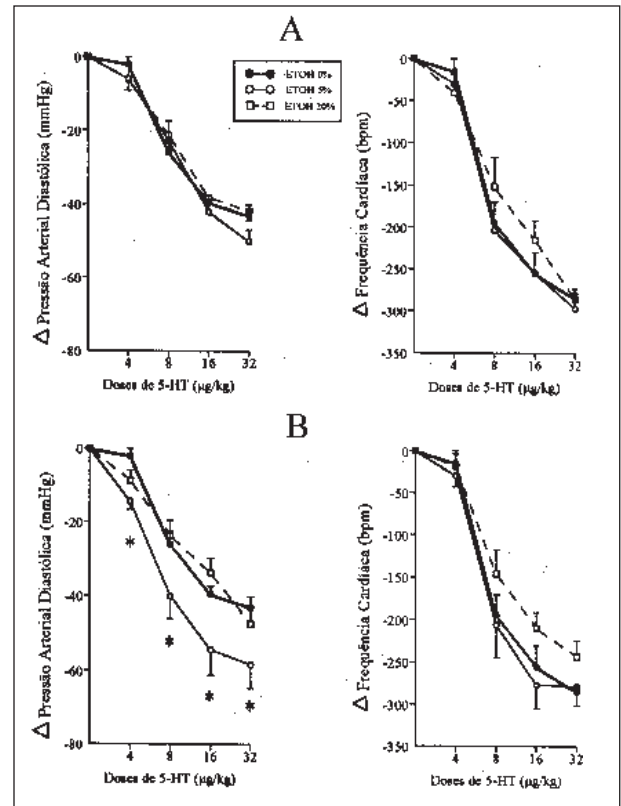 A
Δ Pressão Arterial Diastólica (mmHg)
0
-20
-40
-60
-80
4 8 16 32
Doses de 5-HT (µg/kg)
ETOH 0%
ETOH 5%
ETOH 20%
Δ Frequência Cardíaca (bpm)
0
-50
-100
-150
-200
-250
-300
-350
4 8 16 32
Doses de 5-HT (µg/kg)
B
Δ Pressão Arterial Diastólica (mmHg)
0
-20
-40
-60
-80
* * * *
4 8 16 32
Doses de 5-HT (µg/kg)
Δ Frequência Cardíaca (bpm)
0
-50
-100
-150
-200
-250
-300
-350
4 8 16 32
Doses de 5-HT (µg/kg)